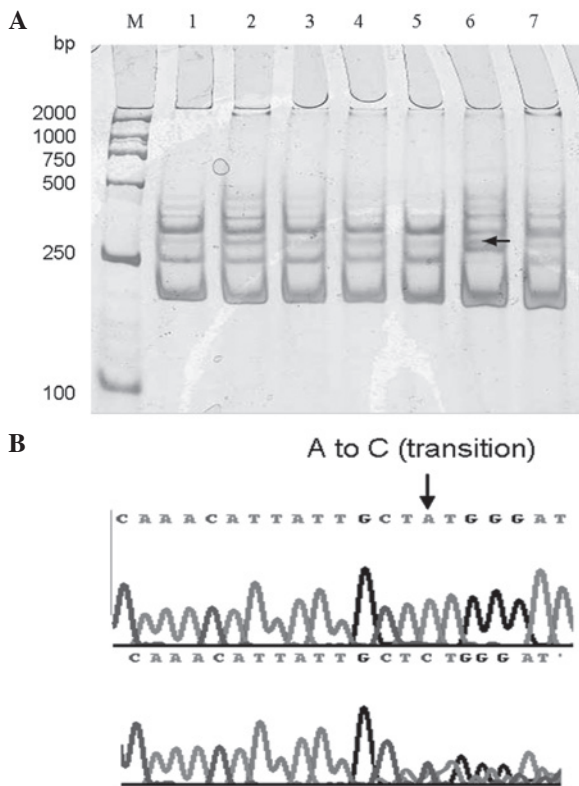 A
bp M 1 2 3 4 5 6 7
2000
1000
750
500
250
100
B
A to C (transition)
C A A A C A T T A T T G C T A T G G G A T
C A A A C A T T A T T G C T C T G G G A T